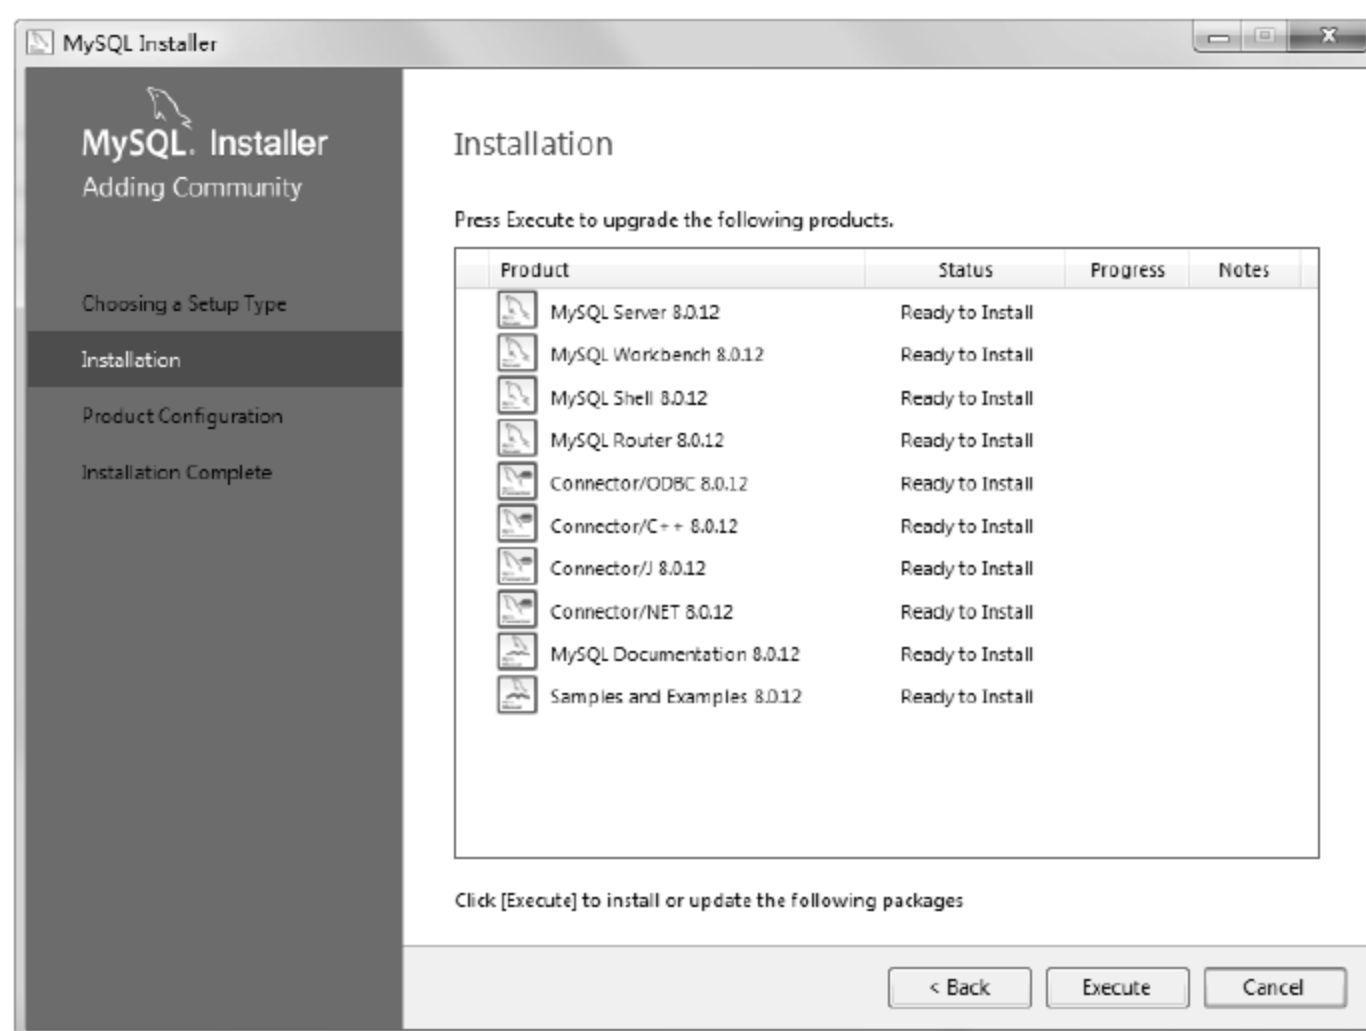 MySQL Installer
MySQL. Installer
Adding Community
Choosing a Setup Type
Installation
Product Configuration
Installation Complete
Installation
Press Execute to upgrade the following products.
Product Status Progress Notes
MySQL Server 8.0.12 Ready to Install
MySQL Workbench 8.0.12 Ready to Install
MySQL Shell 8.0.12 Ready to Install
MySQL Router 8.0.12 Ready to Install
Connector/ODBC 8.0.12 Ready to Install
Connector/C++ 8.0.12 Ready to Install
Connector/J 8.0.12 Ready to Install
Connector/NET 8.0.12 Ready to Install
MySQL Documentation 8.0.12 Ready to Install
Samples and Examples 8.0.12 Ready to Install
Click [Execute] to install or update the following packages
< Back Execute Cancel